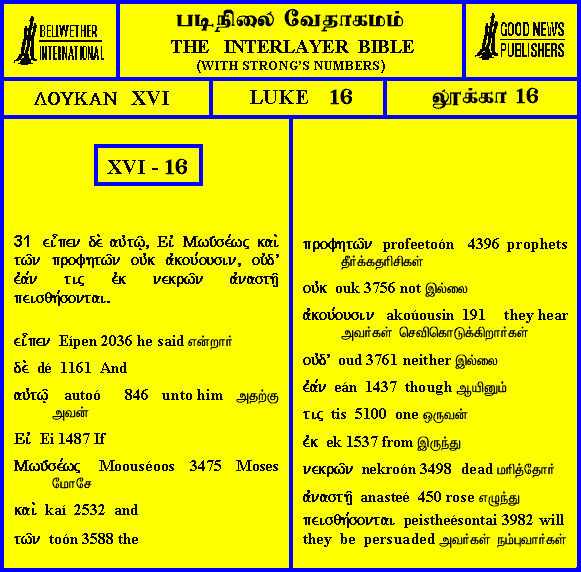 BELLWETHER
INTERNATIONAL
படிநிலை வேதாகமம்
THE INTERLAYER BIBLE
(WITH STRONG'S NUMBERS)
GOOD NEWS
PUBLISHERS
ΛΟΥΚΑΝ XVI
LUKE 16
லூக்கா 16
XVI - 16
31 εἶπεν δὲ αὐτῷ, Εἰ Μωΰσέως καὶ
τῶν προφητῶν οὐκ ἀκούουσιν, οὐδ'
ἐάν τις ἐκ νεκρῶν ἀναστῇ
πεισθήσονται.
εἶπεν Eípen 2036 he said என்றார்
δὲ dé 1161 And
αὐτῷ autoó 846 unto him அதற்கு
அவன்
Εἰ Ei 1487 If
Μωΰσέως Moouséoos 3475 Moses
மோசே
καὶ kaí 2532 and
τῶν toón 3588 the
προφητῶν profeetoón 4396 prophets
தீர்க்கதரிசிகள்
οὐκ ouk 3756 not இல்லை
ἀκούουσιν akoúousin 191 they hear
அவர்கள் செவிகொடுக்கிறார்கள்
οὐδ' oud 3761 neither இல்லை
ἐάν eán 1437 though ஆயினும்
τις tis 5100 one ஒருவன்
ἐκ ek 1537 from இருந்து
νεκρῶν nekroón 3498 dead மரித்தோர்
ἀναστῇ anasteé 450 rose எழுந்து
πεισθήσονται peistheésontai 3982 will
they be persuaded அவர்கள் நம்புவார்கள்